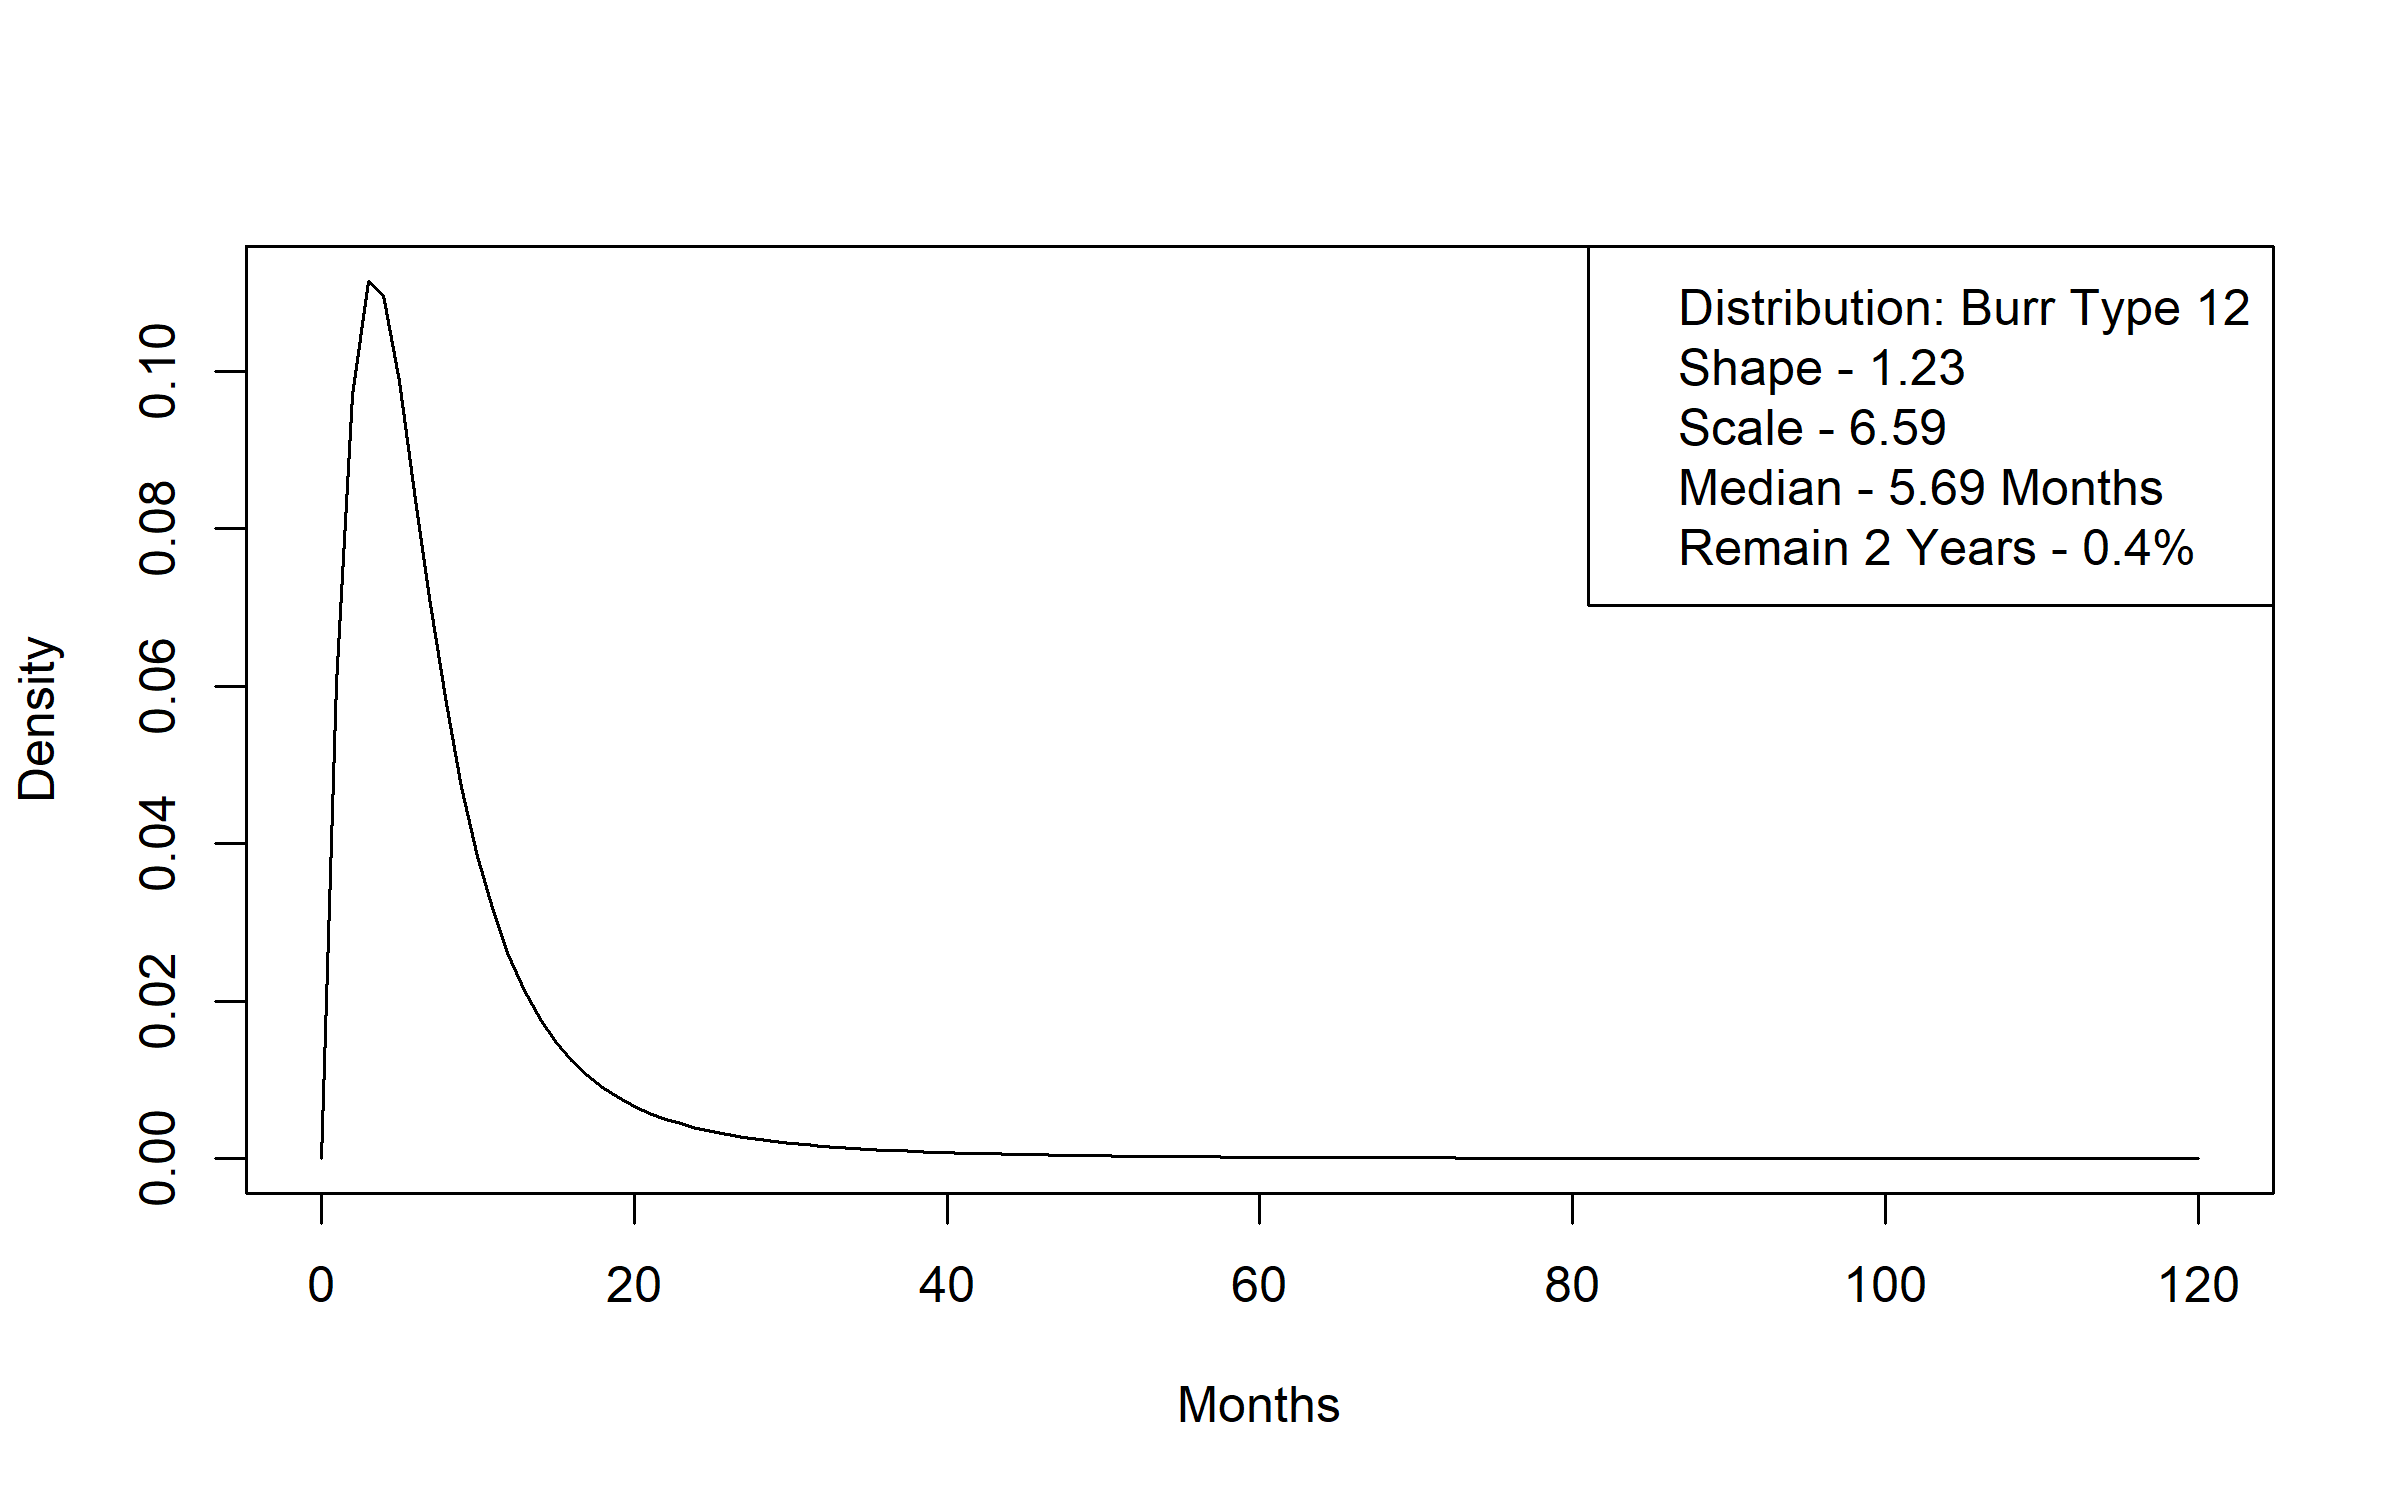 Distribution: Burr Type 12
Shape - 1.23
Scale - 6.59
Median - 5.69 Months
Remain 2 Years - 0.4%
Density
0.10
0.08
0.06
0.04
0.02
0.00
0 20 40 60 80 100 120
Months